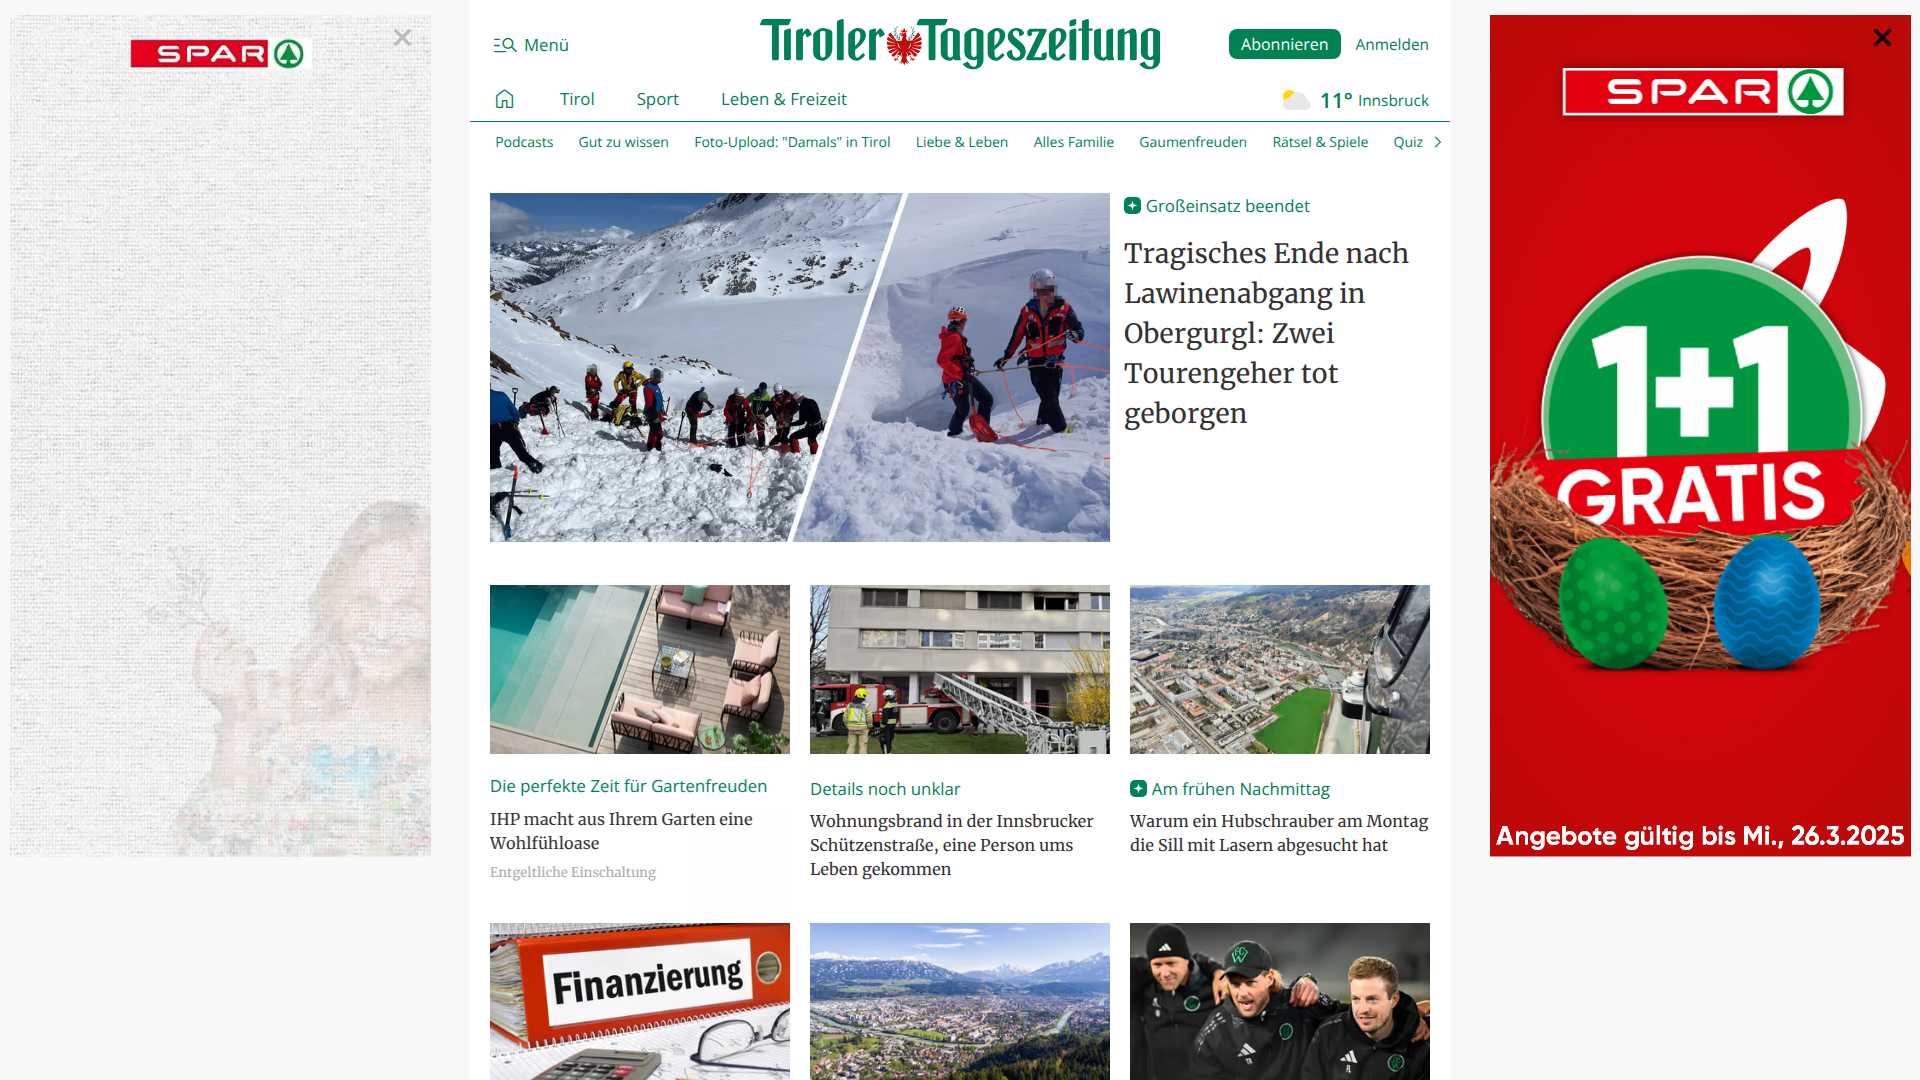 SPAR
Menü
Tiroler Tageszeitung
Abonnieren
Anmelden
Tirol
Sport
Leben & Freizeit
11° Innsbruck
Podcasts
Gut zu wissen
Foto-Upload: "Damals" in Tirol
Liebe & Leben
Alles Familie
Gaumenfreuden
Rätsel & Spiele
Quiz
Großeinsatz beendet
Tragisches Ende nach
Lawinenabgang in
Obergurgl: Zwei
Tourengeher tot
geborgen
Die perfekte Zeit für Gartenfreuden
IHP macht aus Ihrem Garten eine
Wohlfühloase
Entgeltliche Einschaltung
Details noch unklar
Wohnungsbrand in der Innsbrucker
Schützenstraße, eine Person ums
Leben gekommen
Am frühen Nachmittag
Warum ein Hubschrauber am Montag
die Sill mit Lasern abgesucht hat
Finanzierung
SPAR
1+1
GRATIS
Angebote gültig bis Mi., 26.3.2025